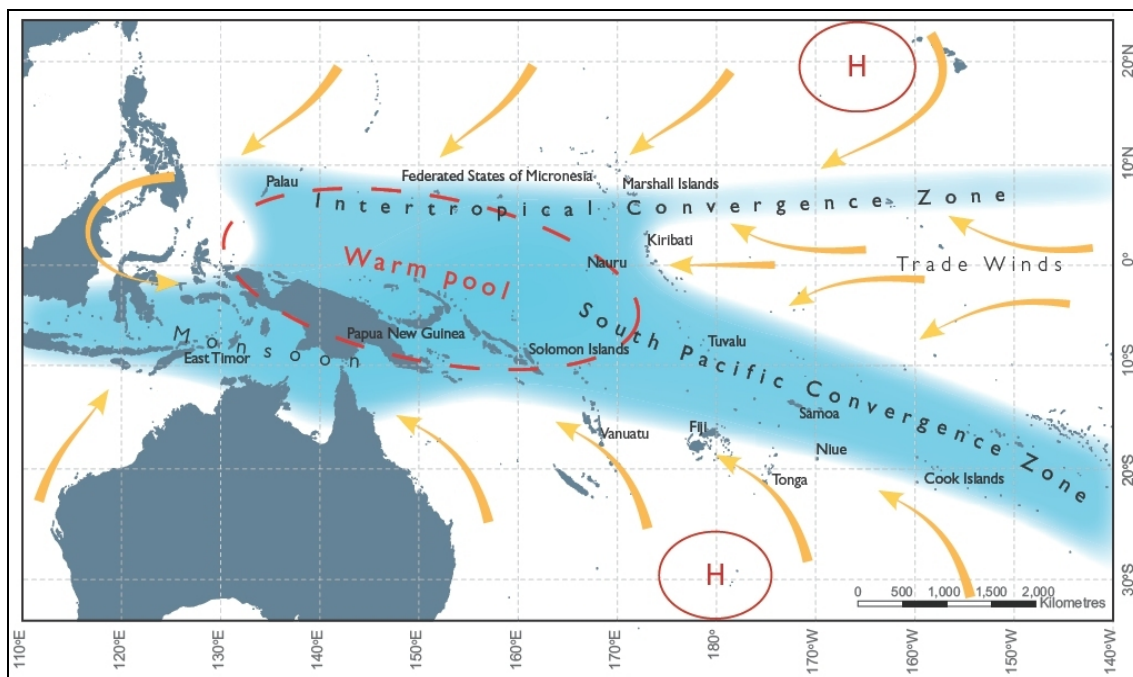 H
20°N
10°N
Palau
Federated States of Micronesia
Marshall Islands
Intertropical Convergence Zone
Kiribati
Warm pool
Nauru
Trade Winds
0°
Papua New Guinea
Monsoon
East Timor
Solomon Islands
South Pacific Convergence Zone
Tuvalu
10°S
Samoa
Vanuatu
Fiji
Niue
Tonga
Cook Islands
20°S
H
30°S
0 500 1,000 1,500 2,000
Kilometres
110°E 120°E 130°E 140°E 150°E 160°E 170°E 180° 170°W 160°W 150°W 140°W